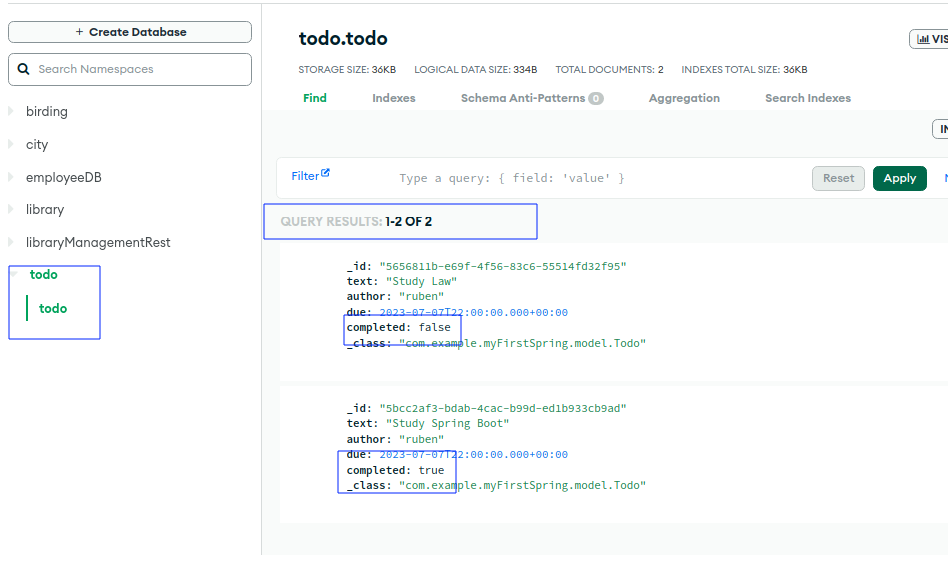 + Create Database
Search Namespaces
birding
city
employeeDB
library
libraryManagementRest
todo
todo
todo.todo
STORAGE SIZE: 36KB LOGICAL DATA SIZE: 334B TOTAL DOCUMENTS: 2 INDEXES TOTAL SIZE: 36KB
Find Indexes Schema Anti-Patterns 0 Aggregation Search Indexes
Filter Type a query: { field: 'value' } Reset Apply
QUERY RESULTS: 1-2 OF 2
_id: "5656811b-e69f-4f56-83c6-55514fd32f95"
text: "Study Law"
author: "ruben"
due: 2023-07-07T22:00:00.000+00:00
completed: false
_class: "com.example.myFirstSpring.model.Todo"
_id: "5bcc2af3-bdab-4cac-b99d-ed1b933cb9ad"
text: "Study Spring Boot"
author: "ruben"
due: 2023-07-07T22:00:00.000+00:00
completed: true
_class: "com.example.myFirstSpring.model.Todo"